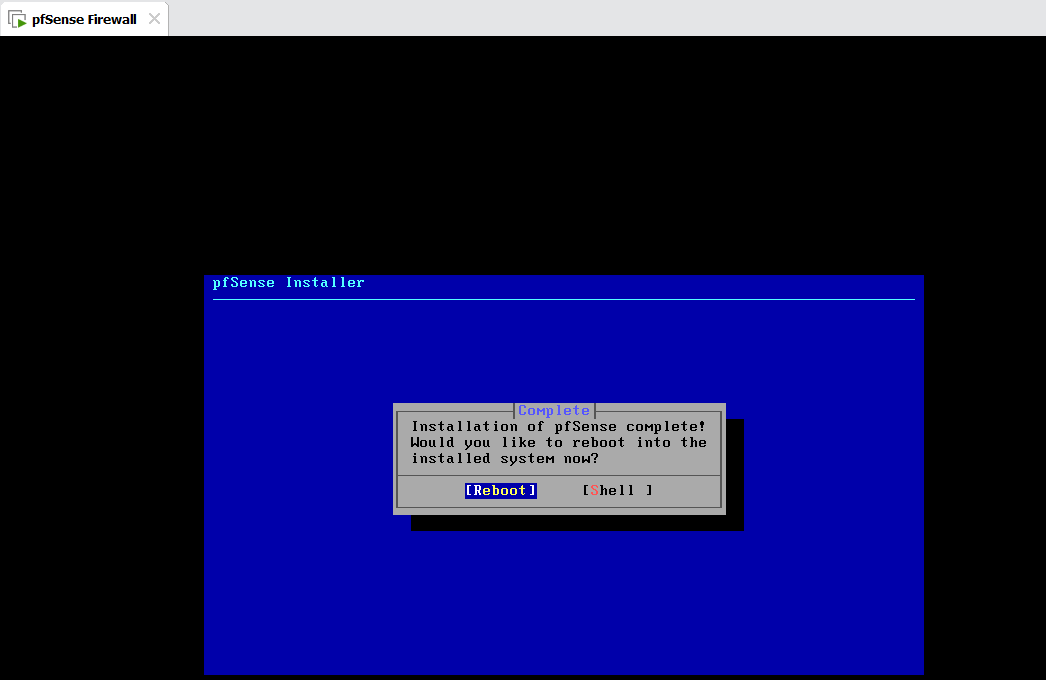 pfSense Firewall
pfSense Installer
Complete
Installation of pfSense complete!
Would you like to reboot into the
installed system now?
[Reboot] [Shell ]